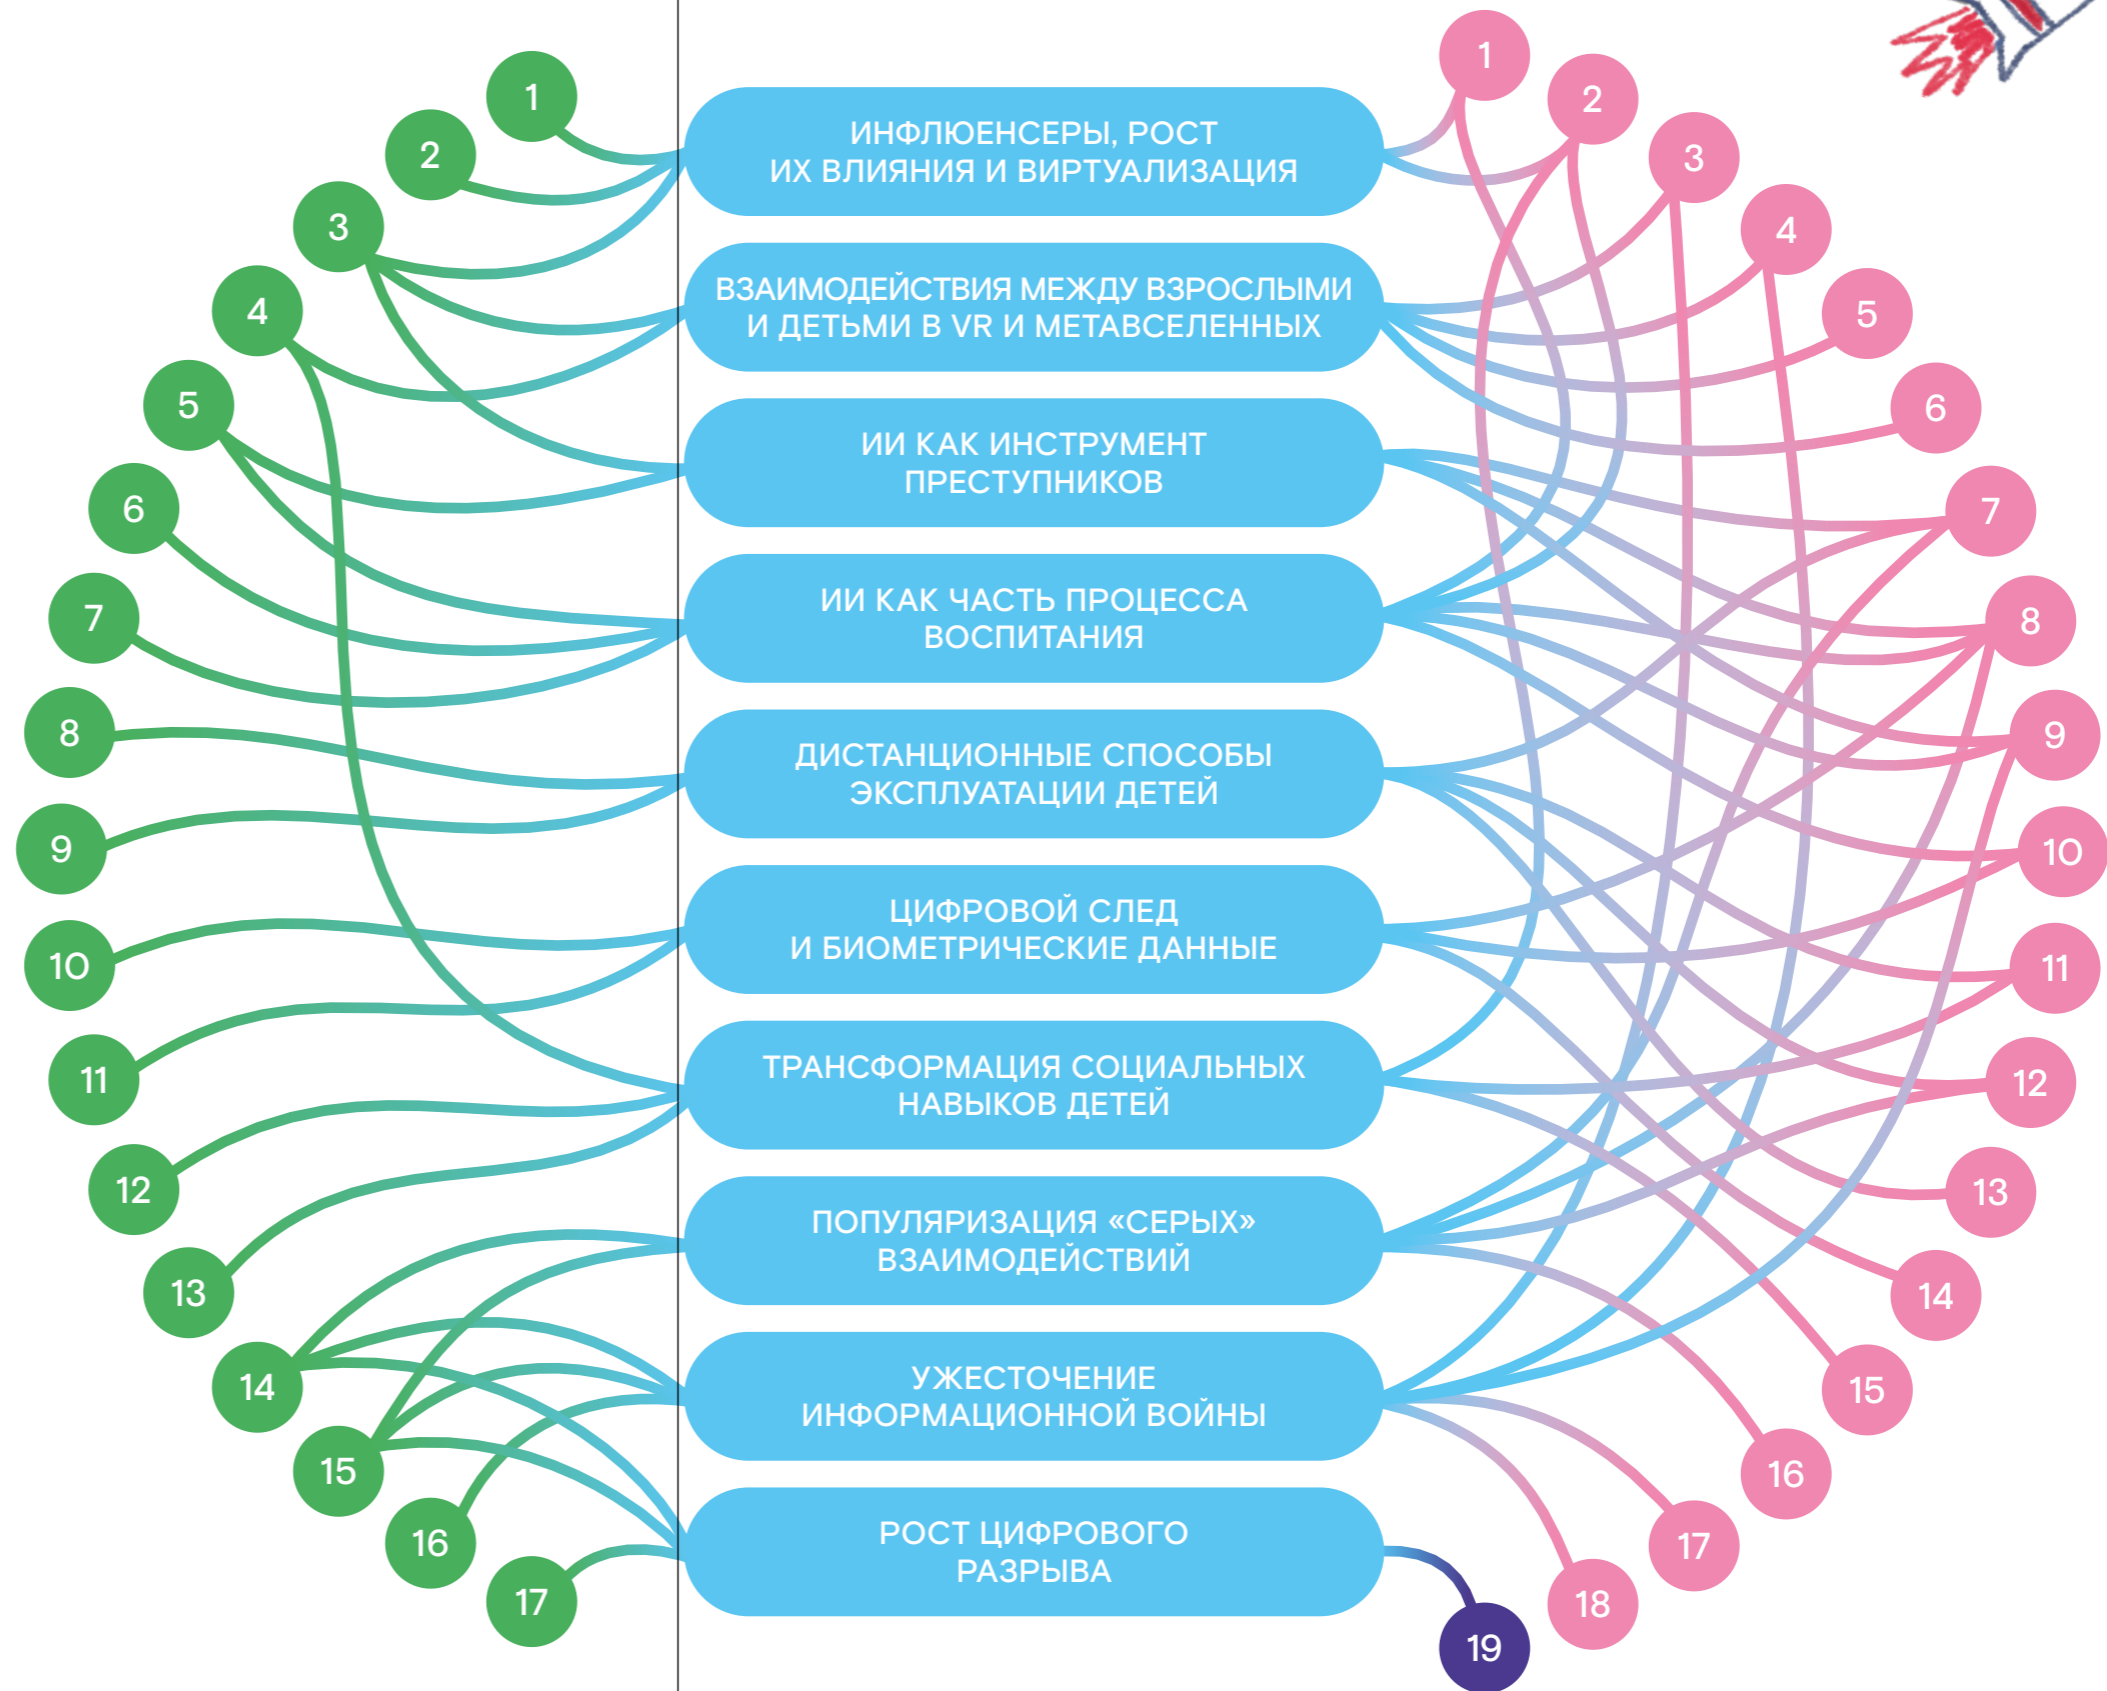 1
2
3
4
5
6
7
8
9
10
11
12
13
14
15
16
17
ИНФЛЮЕНСЕРЫ, РОСТ
ИХ ВЛИЯНИЯ И ВИРТУАЛИЗАЦИЯ
ВЗАИМОДЕЙСТВИЯ МЕЖДУ ВЗРОСЛЫМИ
И ДЕТЬМИ В VR И МЕТАВСЕЛЕННЫХ
ИИ КАК ИНСТРУМЕНТ
ПРЕСТУПНИКОВ
ИИ КАК ЧАСТЬ ПРОЦЕССА
ВОСПИТАНИЯ
ДИСТАНЦИОННЫЕ СПОСОБЫ
ЭКСПЛУАТАЦИИ ДЕТЕЙ
ЦИФРОВОЙ СЛЕД
И БИОМЕТРИЧЕСКИЕ ДАННЫЕ
ТРАНСФОРМАЦИЯ СОЦИАЛЬНЫХ
НАВЫКОВ ДЕТЕЙ
ПОПУЛЯРИЗАЦИЯ «СЕРЫХ»
ВЗАИМОДЕЙСТВИЙ
УЖЕСТОЧЕНИЕ
ИНФОРМАЦИОННОЙ ВОЙНЫ
РОСТ ЦИФРОВОГО
РАЗРЫВА
1
2
3
4
5
6
7
8
9
10
11
12
13
14
15
16
17
18
19